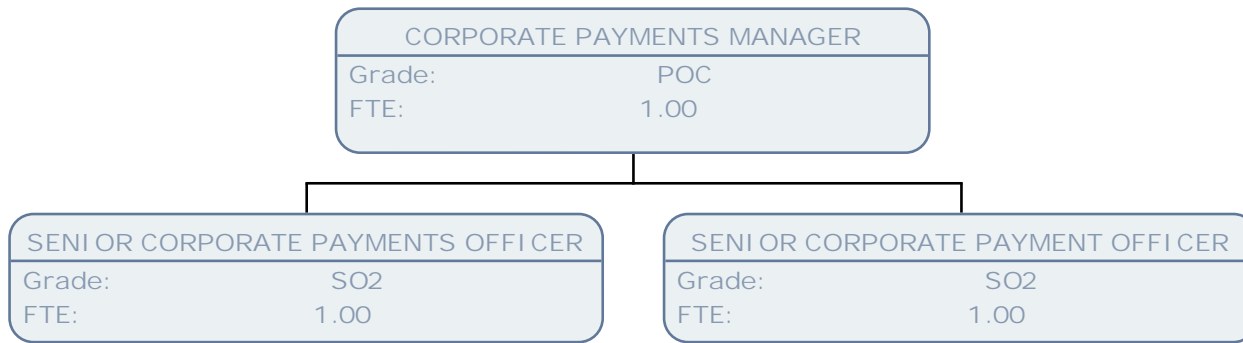 CORPORATE PAYMENTS MANAGER
Grade: POC
FTE: 1.00
SENIOR CORPORATE PAYMENTS OFFICER
Grade: SO2
FTE: 1.00
SENIOR CORPORATE PAYMENT OFFICER
Grade: SO2
FTE: 1.00